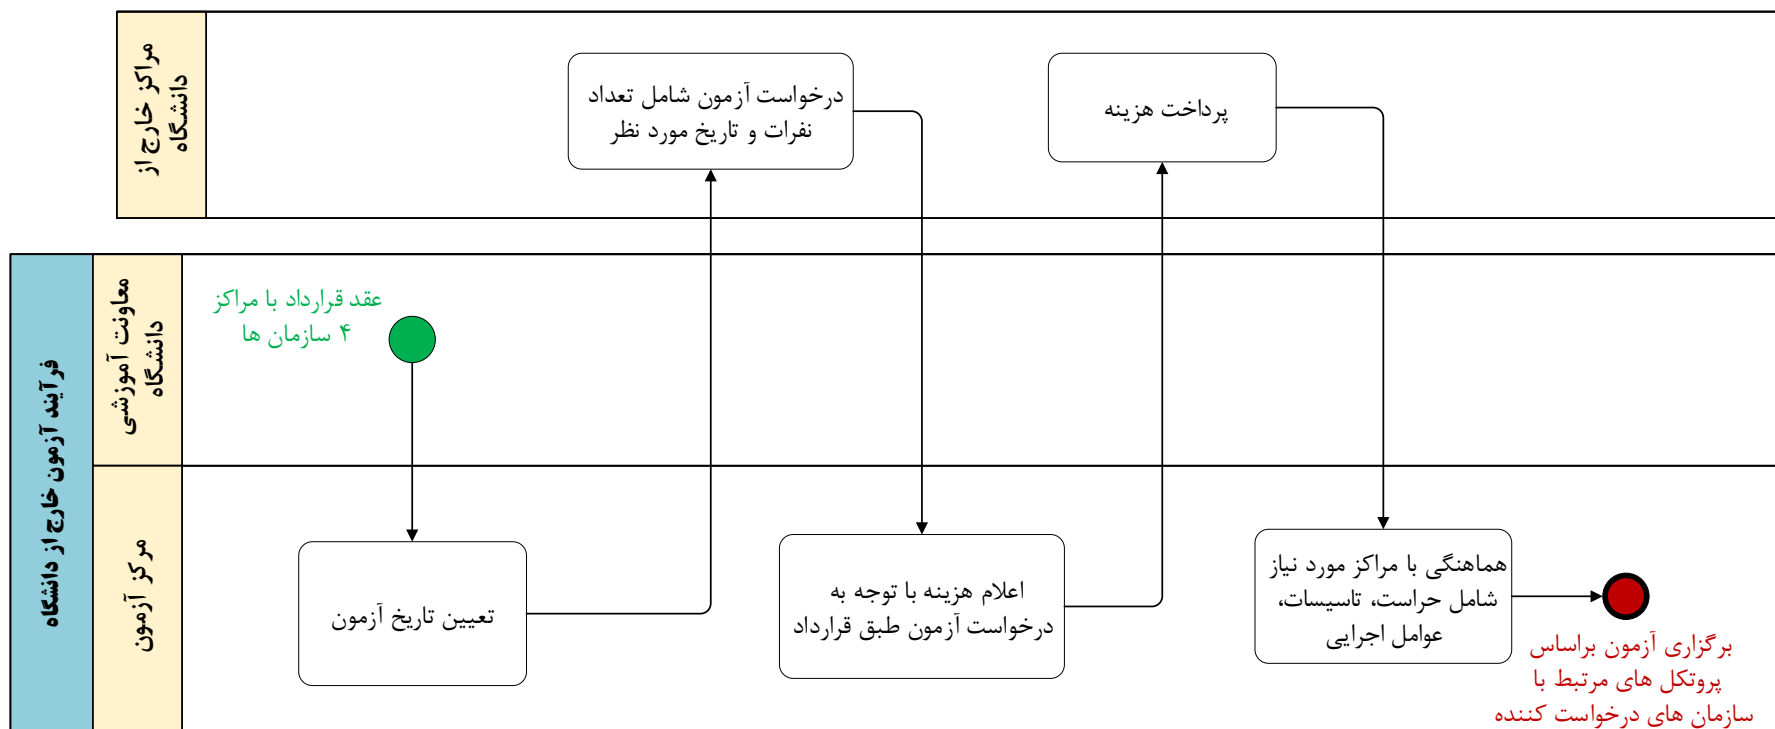 مراکز خارج از
دانشگاه
درخواست آزمون شامل تعداد
نفرات و تاریخ مورد نظر
پرداخت هزینه
فرآیند آزمون خارج از دانشگاه
معاونت آموزشی
دانشگاه
عقد قرارداد با مراکز
۴ سازمان ها
مرکز آزمون
تعیین تاریخ آزمون
اعلام هزینه با توجه به
درخواست آزمون طبق قرارداد
هماهنگی با مراکز مورد نیاز
شامل حراست، تاسیسات،
عوامل اجرایی
برگزاری آزمون براساس
پروتکل های مرتبط با
سازمان های درخواست کننده